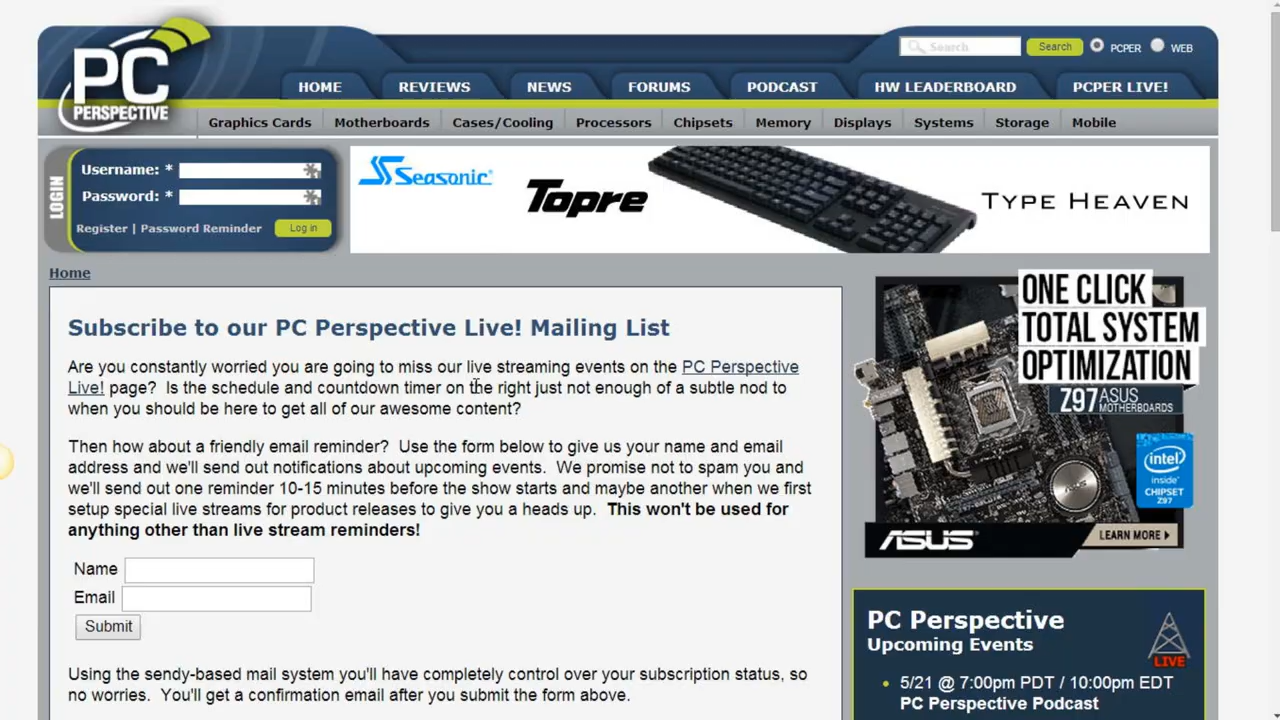 PC
PERSPECTIVE
Search
Search
PCPER
WEB
HOME
REVIEWS
NEWS
FORUMS
PODCAST
HW LEADERBOARD
PCPER LIVE!
Graphics Cards
Motherboards
Cases/Cooling
Processors
Chipsets
Memory
Displays
Systems
Storage
Mobile
LOGIN
Username: *
Password: *
Register | Password Reminder
Log in
Seasonic
Topre
TYPE HEAVEN
Home
Subscribe to our PC Perspective Live! Mailing List
Are you constantly worried you are going to miss our live streaming events on the PC Perspective
Live! page?  Is the schedule and countdown timer on the right just not enough of a subtle nod to
when you should be here to get all of our awesome content?
Then how about a friendly email reminder?  Use the form below to give us your name and email
address and we'll send out notifications about upcoming events.  We promise not to spam you and
we'll send out one reminder 10-15 minutes before the show starts and maybe another when we first
setup special live streams for product releases to give you a heads up.  This won't be used for
anything other than live stream reminders!
Name
Email
Submit
Using the sendy-based mail system you'll have completely control over your subscription status, so
no worries.  You'll get a confirmation email after you submit the form above.
ONE CLICK
TOTAL SYSTEM
OPTIMIZATION
Z97 ASUS
MOTHERBOARDS
intel
inside
CHIPSET
Z97
ASUS
LEARN MORE
PC Perspective
Upcoming Events
LIVE
5/21 @ 7:00pm PDT / 10:00pm EDT
PC Perspective Podcast